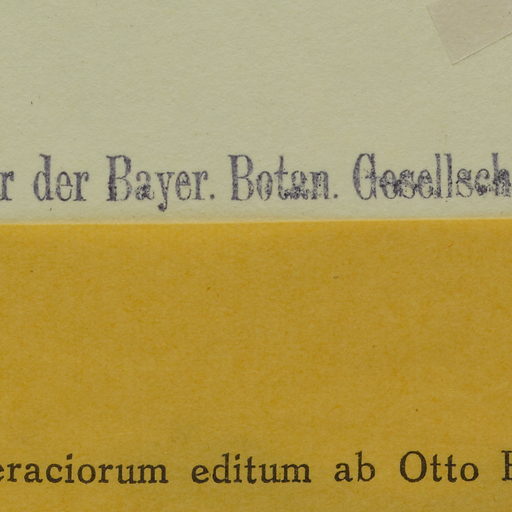 r der Bayer. Botan. Gesellsch
eraciorum editum ab Otto